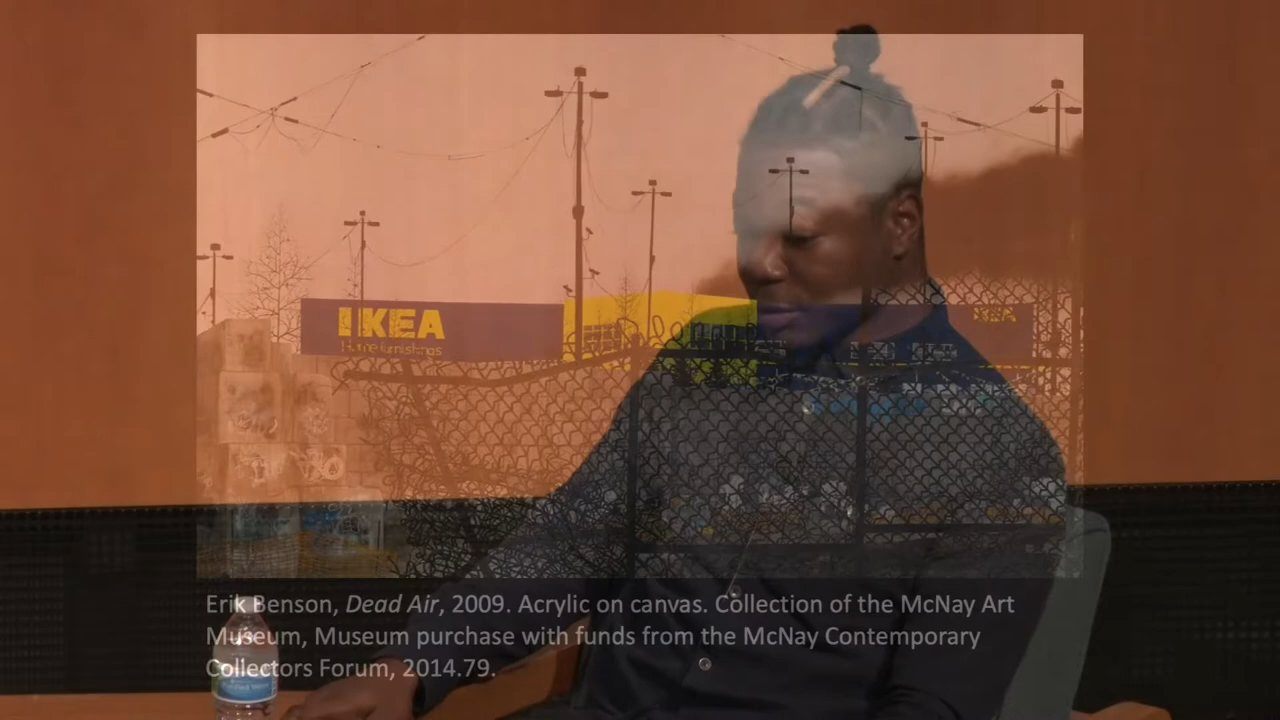 IKEA
Home furnishings
IKEA
Erik Benson, Dead Air, 2009. Acrylic on canvas. Collection of the McNay Art
Museum, Museum purchase with funds from the McNay Contemporary
Collectors Forum, 2014.79.